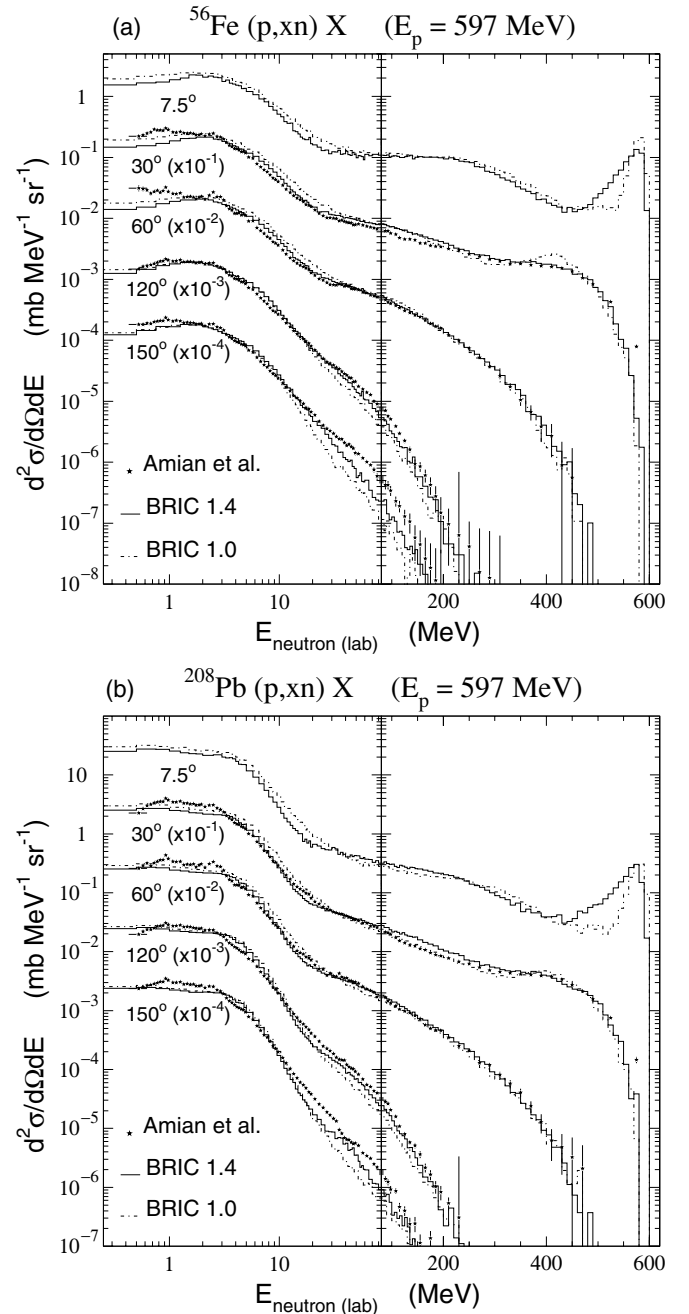 (a) ⁵⁶Fe (p,xn) X (Eₚ = 597 MeV)
d²σ/dΩdE (mb MeV⁻¹ sr⁻¹)
1
10⁻¹
10⁻²
10⁻³
10⁻⁴
10⁻⁵
10⁻⁶
10⁻⁷
10⁻⁸
7.5°
30° (x10⁻¹)
60° (x10⁻²)
120° (x10⁻³)
150° (x10⁻⁴)
Amian et al.
BRIC 1.4
BRIC 1.0
1 10 200 400 600
E neutron (lab) (MeV)
(b) ²⁰⁸Pb (p,xn) X (Eₚ = 597 MeV)
d²σ/dΩdE (mb MeV⁻¹ sr⁻¹)
10
1
10⁻¹
10⁻²
10⁻³
10⁻⁴
10⁻⁵
10⁻⁶
10⁻⁷
7.5°
30° (x10⁻¹)
60° (x10⁻²)
120° (x10⁻³)
150° (x10⁻⁴)
Amian et al.
BRIC 1.4
BRIC 1.0
1 10 200 400 600
E neutron (lab) (MeV)